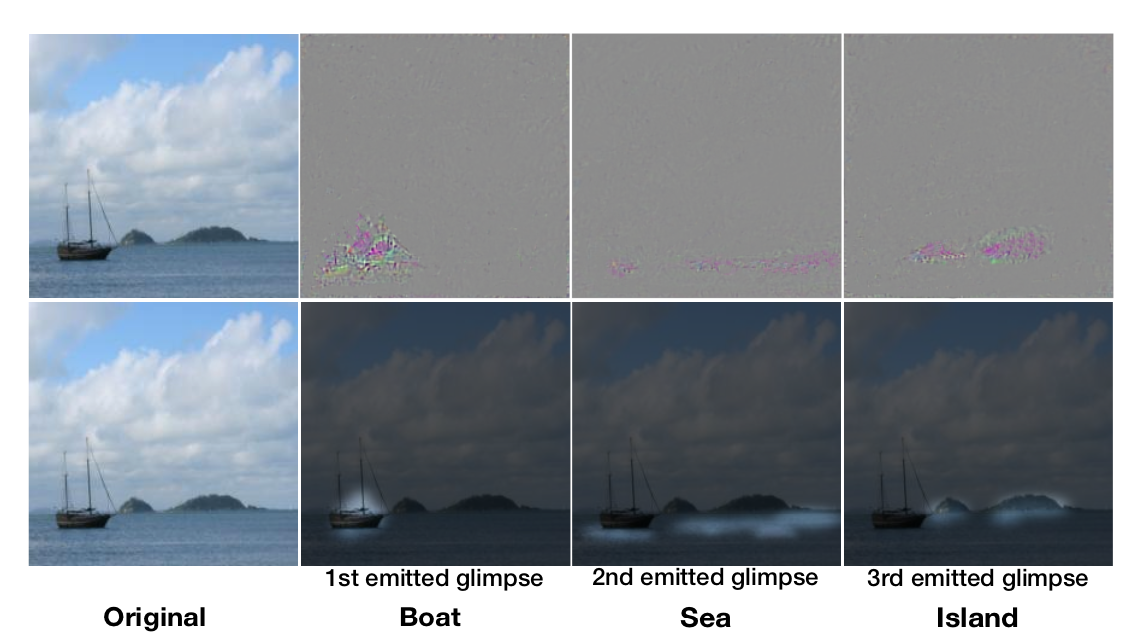 1st emitted glimpse 2nd emitted glimpse 3rd emitted glimpse
Original Boat Sea Island